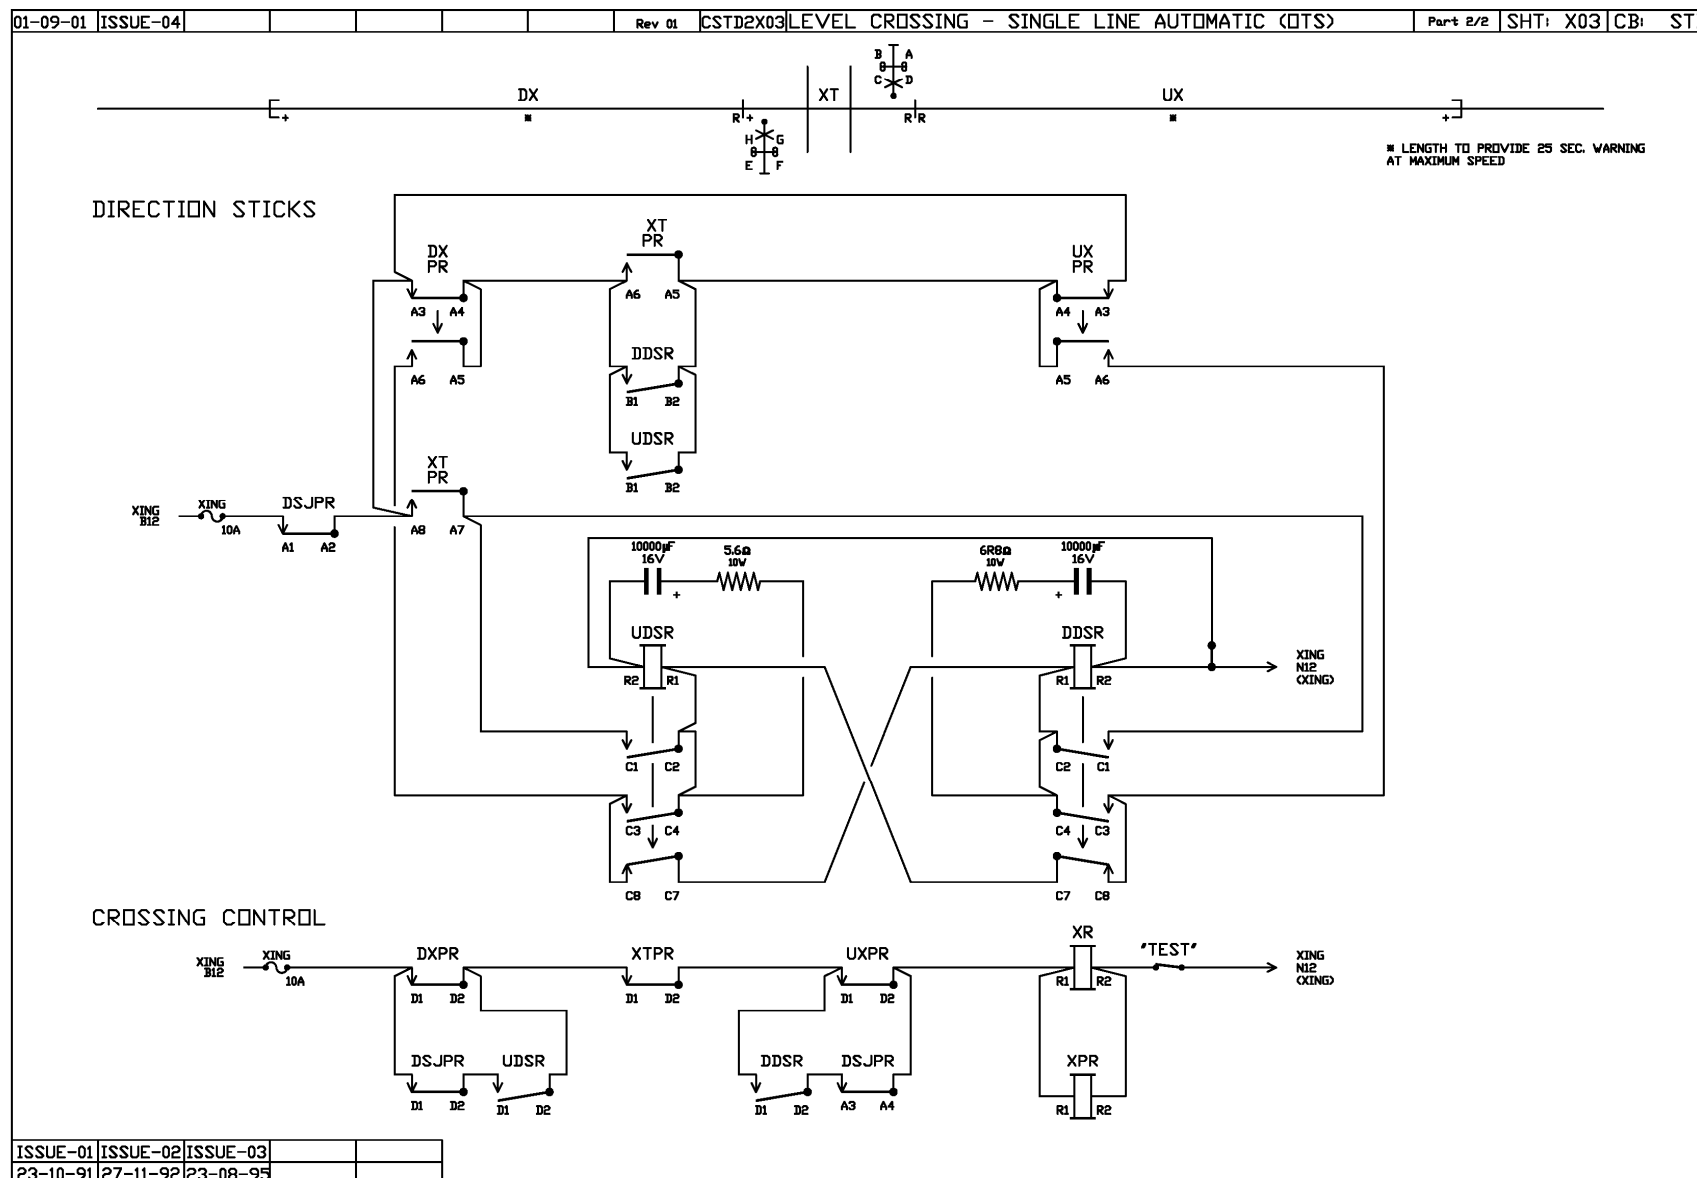 01-09-01 ISSUE-04 Rev 01 CSTD2X03 LEVEL CROSSING - SINGLE LINE AUTOMATIC (OTS) Part 2/2 SHT: X03 CB: ST
B A
C D
DX XT UX
* *
+ R + R R +
H G
E F
* LENGTH TO PROVIDE 25 SEC. WARNING
AT MAXIMUM SPEED
DIRECTION STICKS
XT
PR
DX
PR
UX
PR
A6 A5
A3 A4
A4 A3
DDSR
A6 A5
A5 A6
B1 B2
UDSR
XT
PR
B1 B2
XING
B12
XING
10A
DSJPR
A1 A2
A8 A7
10000µF
16V
5.6Ω
10W
6R8Ω
10W
10000µF
16V
+ +
UDSR DDSR
R2 R1
R1 R2
XING
N12
(XING)
C1 C2
C2 C1
C3 C4
C4 C3
C8 C7
C7 C8
CROSSING CONTROL
XR
XING
B12
XING
10A
DXPR XTPR UXPR "TEST"
XING
N12
(XING)
D1 D2
D1 D2
D1 D2
R1 R2
DSJPR UDSR DDSR DSJPR XPR
D1 D2
D1 D2
D1 D2
A3 A4
R1 R2
ISSUE-01 ISSUE-02 ISSUE-03
23-10-91 27-11-92 23-08-95